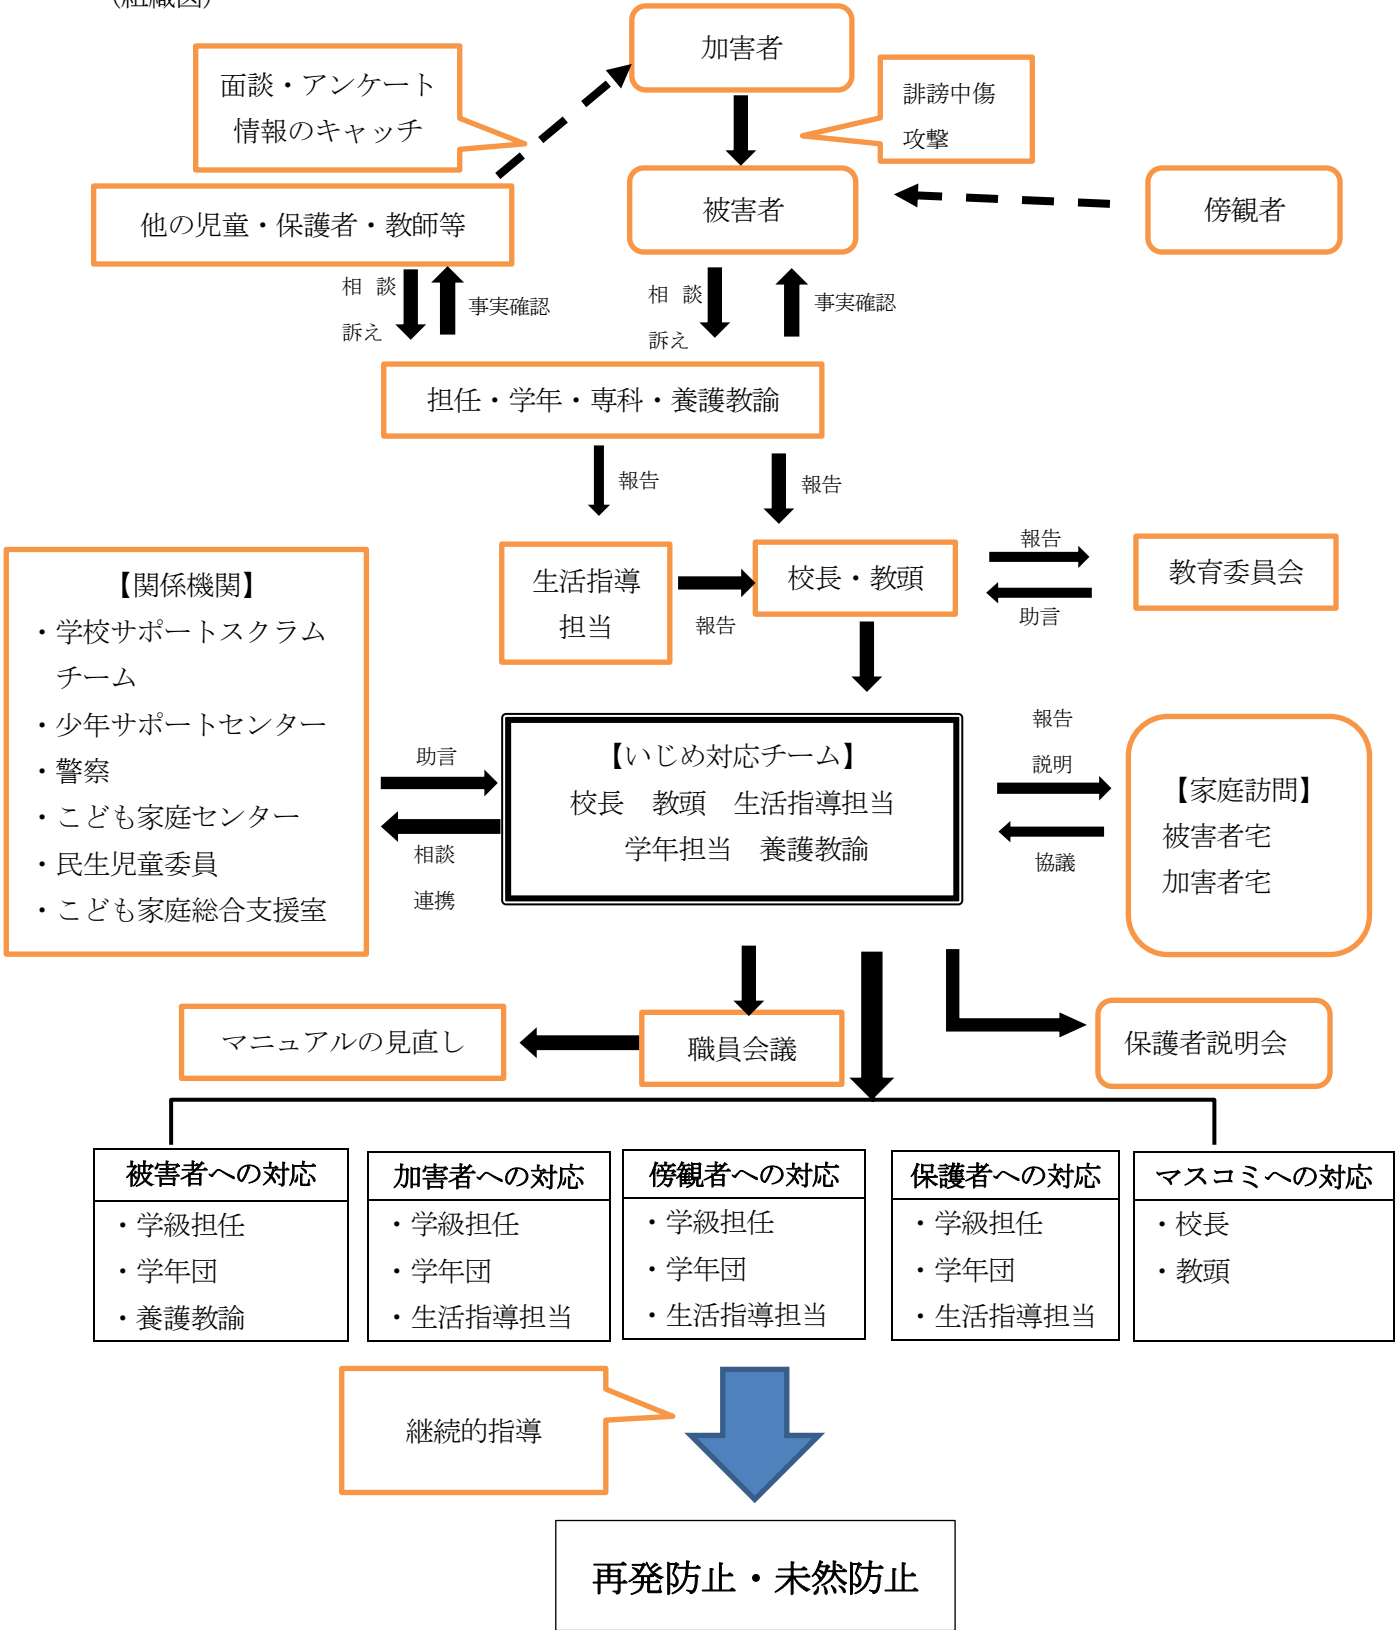 (組織図)
加害者
面談・アンケート
情報のキャッチ
誹謗中傷
攻撃
他の児童・保護者・教師等
被害者
傍観者
相 談
訴え
事実確認
相 談
訴え
事実確認
担任・学年・専科・養護教諭
報告
報告
生活指導
担当
報告
校長・教頭
報告
助言
教育委員会
【関係機関】
・学校サポートスクラム
チーム
・少年サポートセンター
・警察
・こども家庭センター
・民生児童委員
・こども家庭総合支援室
助言
相談
連携
【いじめ対応チーム】
校長 教頭 生活指導担当
学年担当 養護教諭
報告
説明
協議
【家庭訪問】
被害者宅
加害者宅
マニュアルの見直し
職員会議
保護者説明会
被害者への対応
・学級担任
・学年団
・養護教諭
加害者への対応
・学級担任
・学年団
・生活指導担当
傍観者への対応
・学級担任
・学年団
・生活指導担当
保護者への対応
・学級担任
・学年団
・生活指導担当
マスコミへの対応
・校長
・教頭
継続的指導
再発防止・未然防止